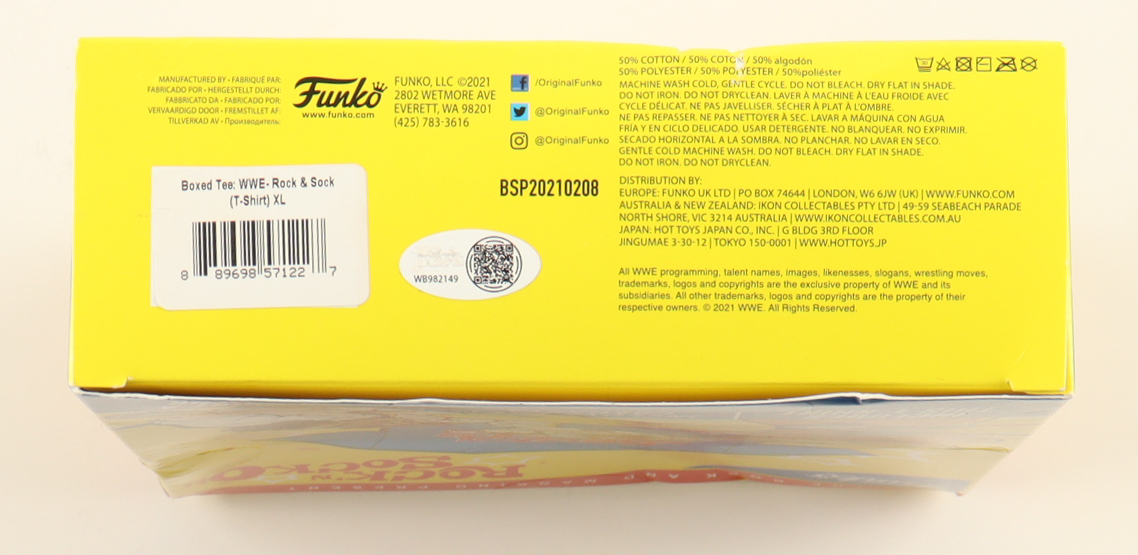 MANUFACTURED BY • FABRIQUÉ PAR:
FABRICADO POR • HERGESTELLT DURCH:
FABBRICATO DA • FABRICADO POR:
VERVAARDIGD DOOR • FREMSTILLET AF:
TILLVERKAD AV • Производитель:
Funko
www.funko.com
FUNKO, LLC ©2021
2802 WETMORE AVE
EVERETT, WA 98201
(425) 783-3616
/OriginalFunko
@OriginalFunko
@OriginalFunko
BSP20210208
Boxed Tee: WWE- Rock & Sock
(T-Shirt) XL
8 89698 57122 7
WB982149
50% COTTON / 50% COTON / 50% algodón
50% POLYESTER / 50% POLYESTER / 50%poliéster
MACHINE WASH COLD, GENTLE CYCLE. DO NOT BLEACH. DRY FLAT IN SHADE.
DO NOT IRON. DO NOT DRYCLEAN. LAVER À MACHINE À L'EAU FROIDE AVEC
CYCLE DÉLICAT. NE PAS JAVELLISER. SÉCHER À PLAT À L'OMBRE.
NE PAS REPASSER. NE PAS NETTOYER À SEC. LAVAR A MÁQUINA CON AGUA
FRÍA Y EN CICLO DELICADO. USAR DETERGENTE. NO BLANQUEAR. NO EXPRIMIR.
SECADO HORIZONTAL A LA SOMBRA. NO PLANCHAR. NO LAVAR EN SECO.
GENTLE COLD MACHINE WASH. DO NOT BLEACH. DRY FLAT IN SHADE.
DO NOT IRON. DO NOT DRYCLEAN.
DISTRIBUTION BY:
EUROPE: FUNKO UK LTD | PO BOX 74644 | LONDON, W6 6JW (UK) | WWW.FUNKO.COM
AUSTRALIA & NEW ZEALAND: IKON COLLECTABLES PTY LTD | 49-59 SEABEACH PARADE
NORTH SHORE, VIC 3214 AUSTRALIA | WWW.IKONCOLLECTABLES.COM.AU
JAPAN: HOT TOYS JAPAN CO., INC. | G BLDG 3RD FLOOR
JINGUMAE 3-30-12 | TOKYO 150-0001 | WWW.HOTTOYS.JP
All WWE programming, talent names, images, likenesses, slogans, wrestling moves,
trademarks, logos and copyrights are the exclusive property of WWE and its
subsidiaries. All other trademarks, logos and copyrights are the property of their
respective owners. © 2021 WWE. All Rights Reserved.
ROCK 'N'
SOCK
AND MANKIND PRESENT